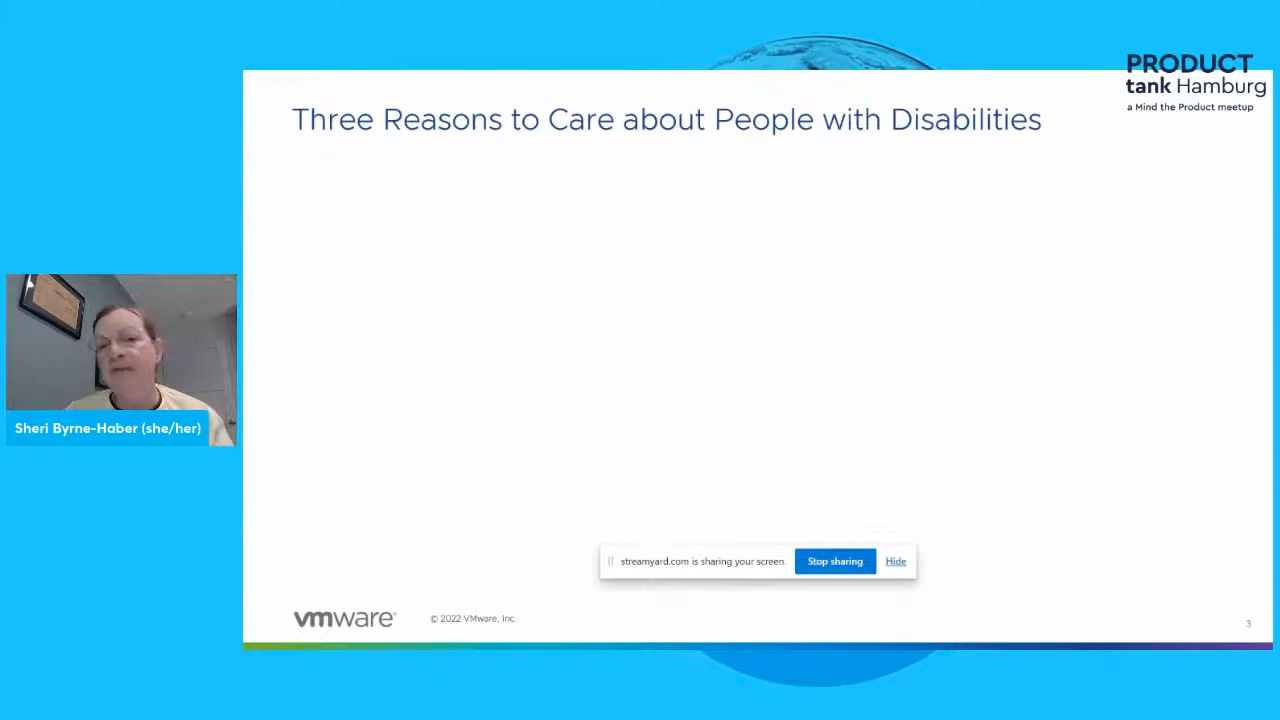 PRODUCT
tank Hamburg
a Mind the Product meetup
Three Reasons to Care about People with Disabilities
Sheri Byrne-Haber (she/her)
streamyard.com is sharing your screen. Stop sharing Hide
vmware® © 2022 VMware, Inc. 3